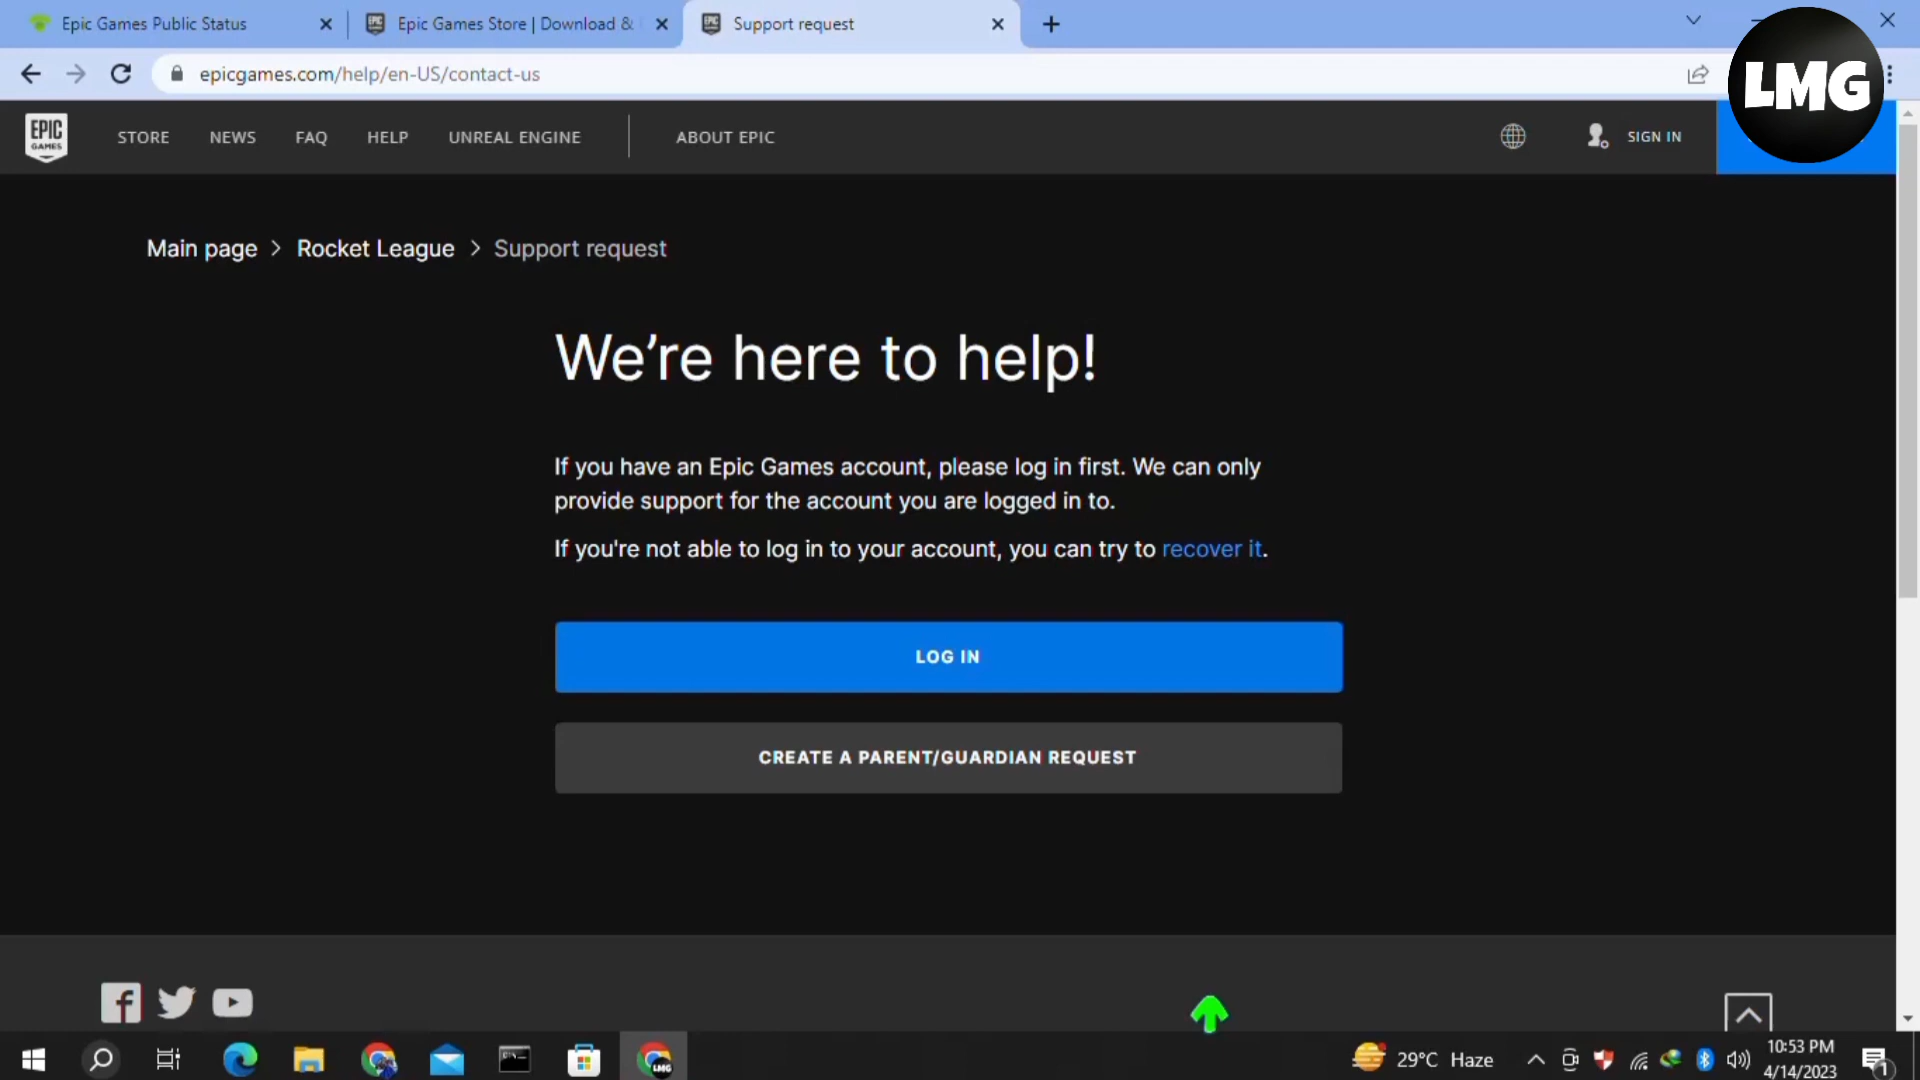 Epic Games Public Status
Epic Games Store | Download &
Support request
epicgames.com/help/en-US/contact-us
LMG
EPIC
GAMES
STORE
NEWS
FAQ
HELP
UNREAL ENGINE
ABOUT EPIC
SIGN IN
Main page > Rocket League > Support request
We're here to help!
If you have an Epic Games account, please log in first. We can only
provide support for the account you are logged in to.
If you're not able to log in to your account, you can try to recover it.
LOG IN
CREATE A PARENT/GUARDIAN REQUEST
LMG
29°C Haze
10:53 PM
4/14/2023
1